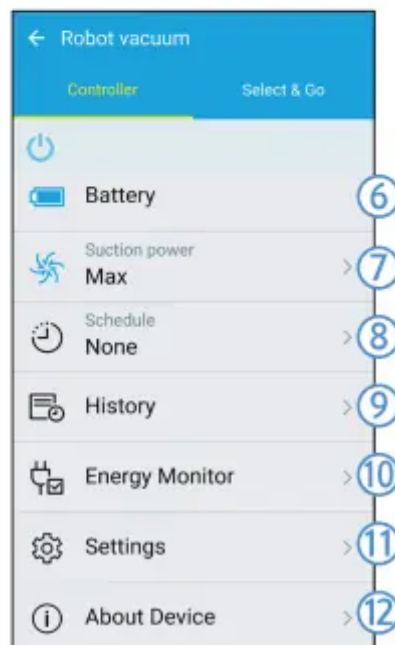 ← Robot vacuum
Controller Select & Go
Battery ⑥
Suction power
Max > ⑦
Schedule
None > ⑧
History > ⑨
Energy Monitor > ⑩
Settings > ⑪
About Device > ⑫